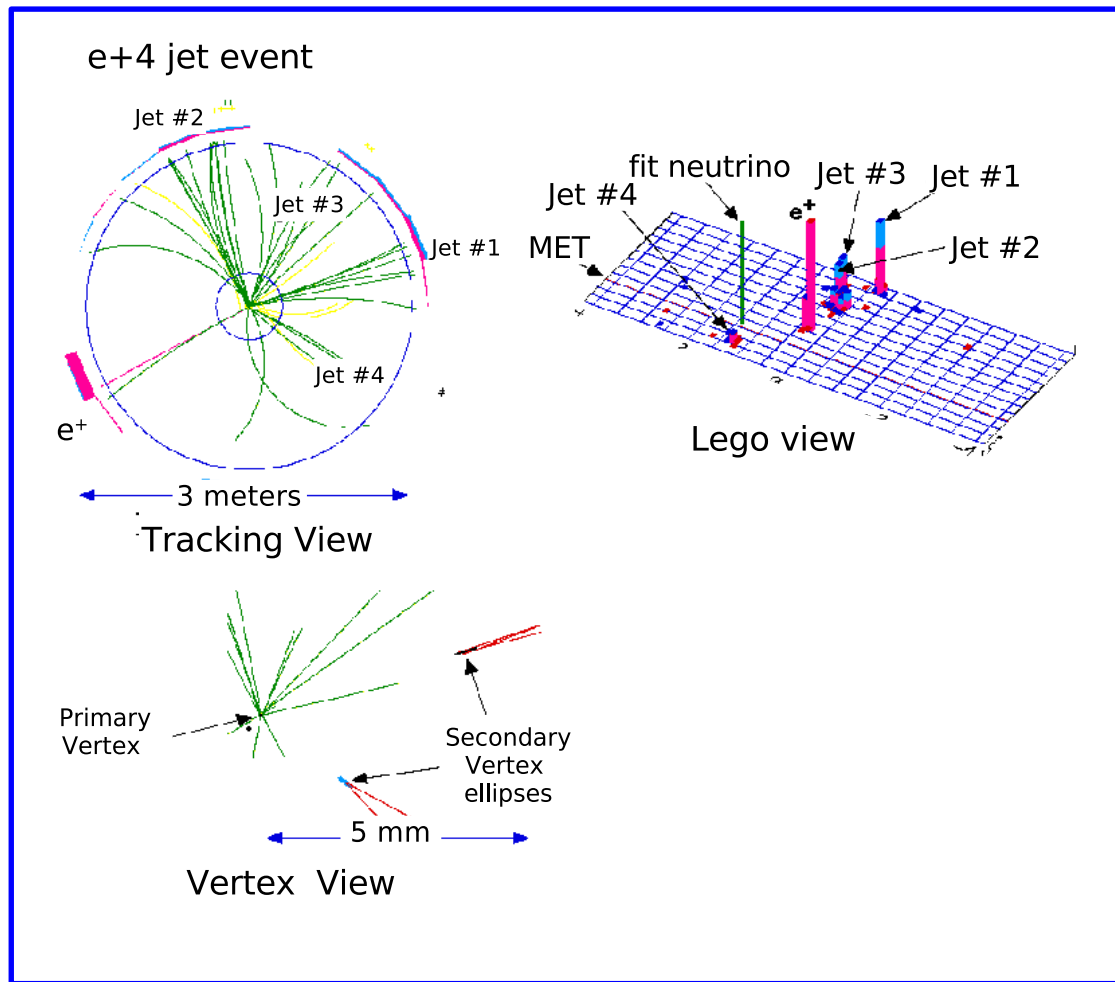 e+4 jet event
Jet #2
Jet #3
Jet #1
Jet #4
e+
3 meters
Tracking View
fit neutrino
Jet #3
Jet #1
Jet #4
e+
Jet #2
MET
Lego view
Primary
Vertex
Secondary
Vertex
ellipses
5 mm
Vertex View